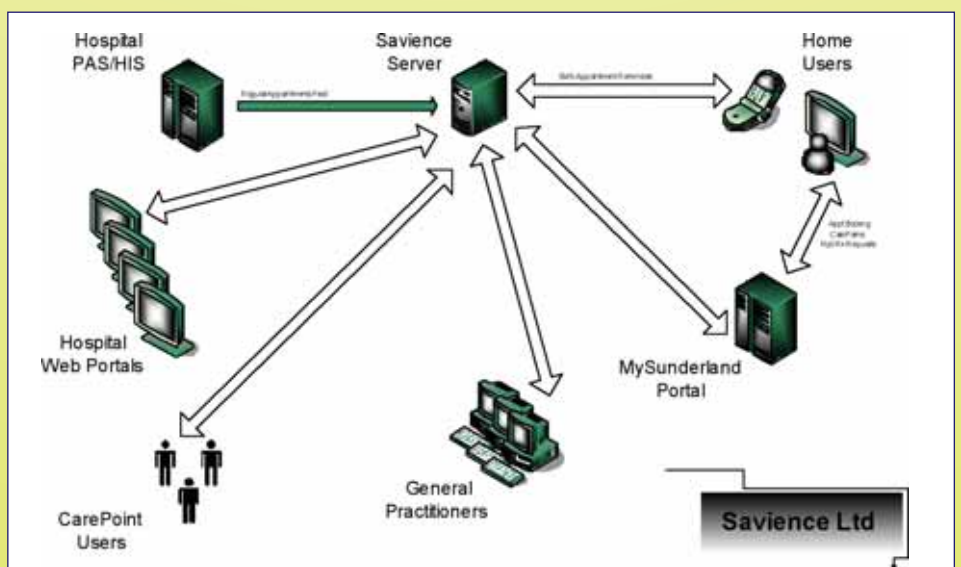 Hospital
PAS/HIS
Savience
Server
Home
Users
Hospital
Web Portals
MySunderland
Portal
General
Practitioners
CarePoint
Users
Savience Ltd